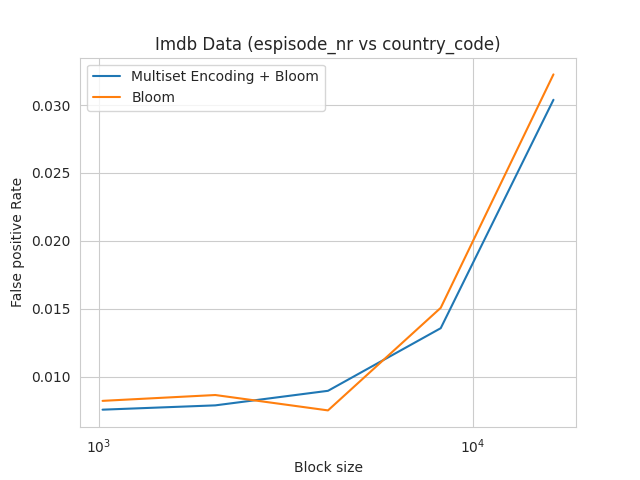 Imdb Data (espisode_nr vs country_code)
Multiset Encoding + Bloom
Bloom
False positive Rate
0.030
0.025
0.020
0.015
0.010
10³
10⁴
Block size